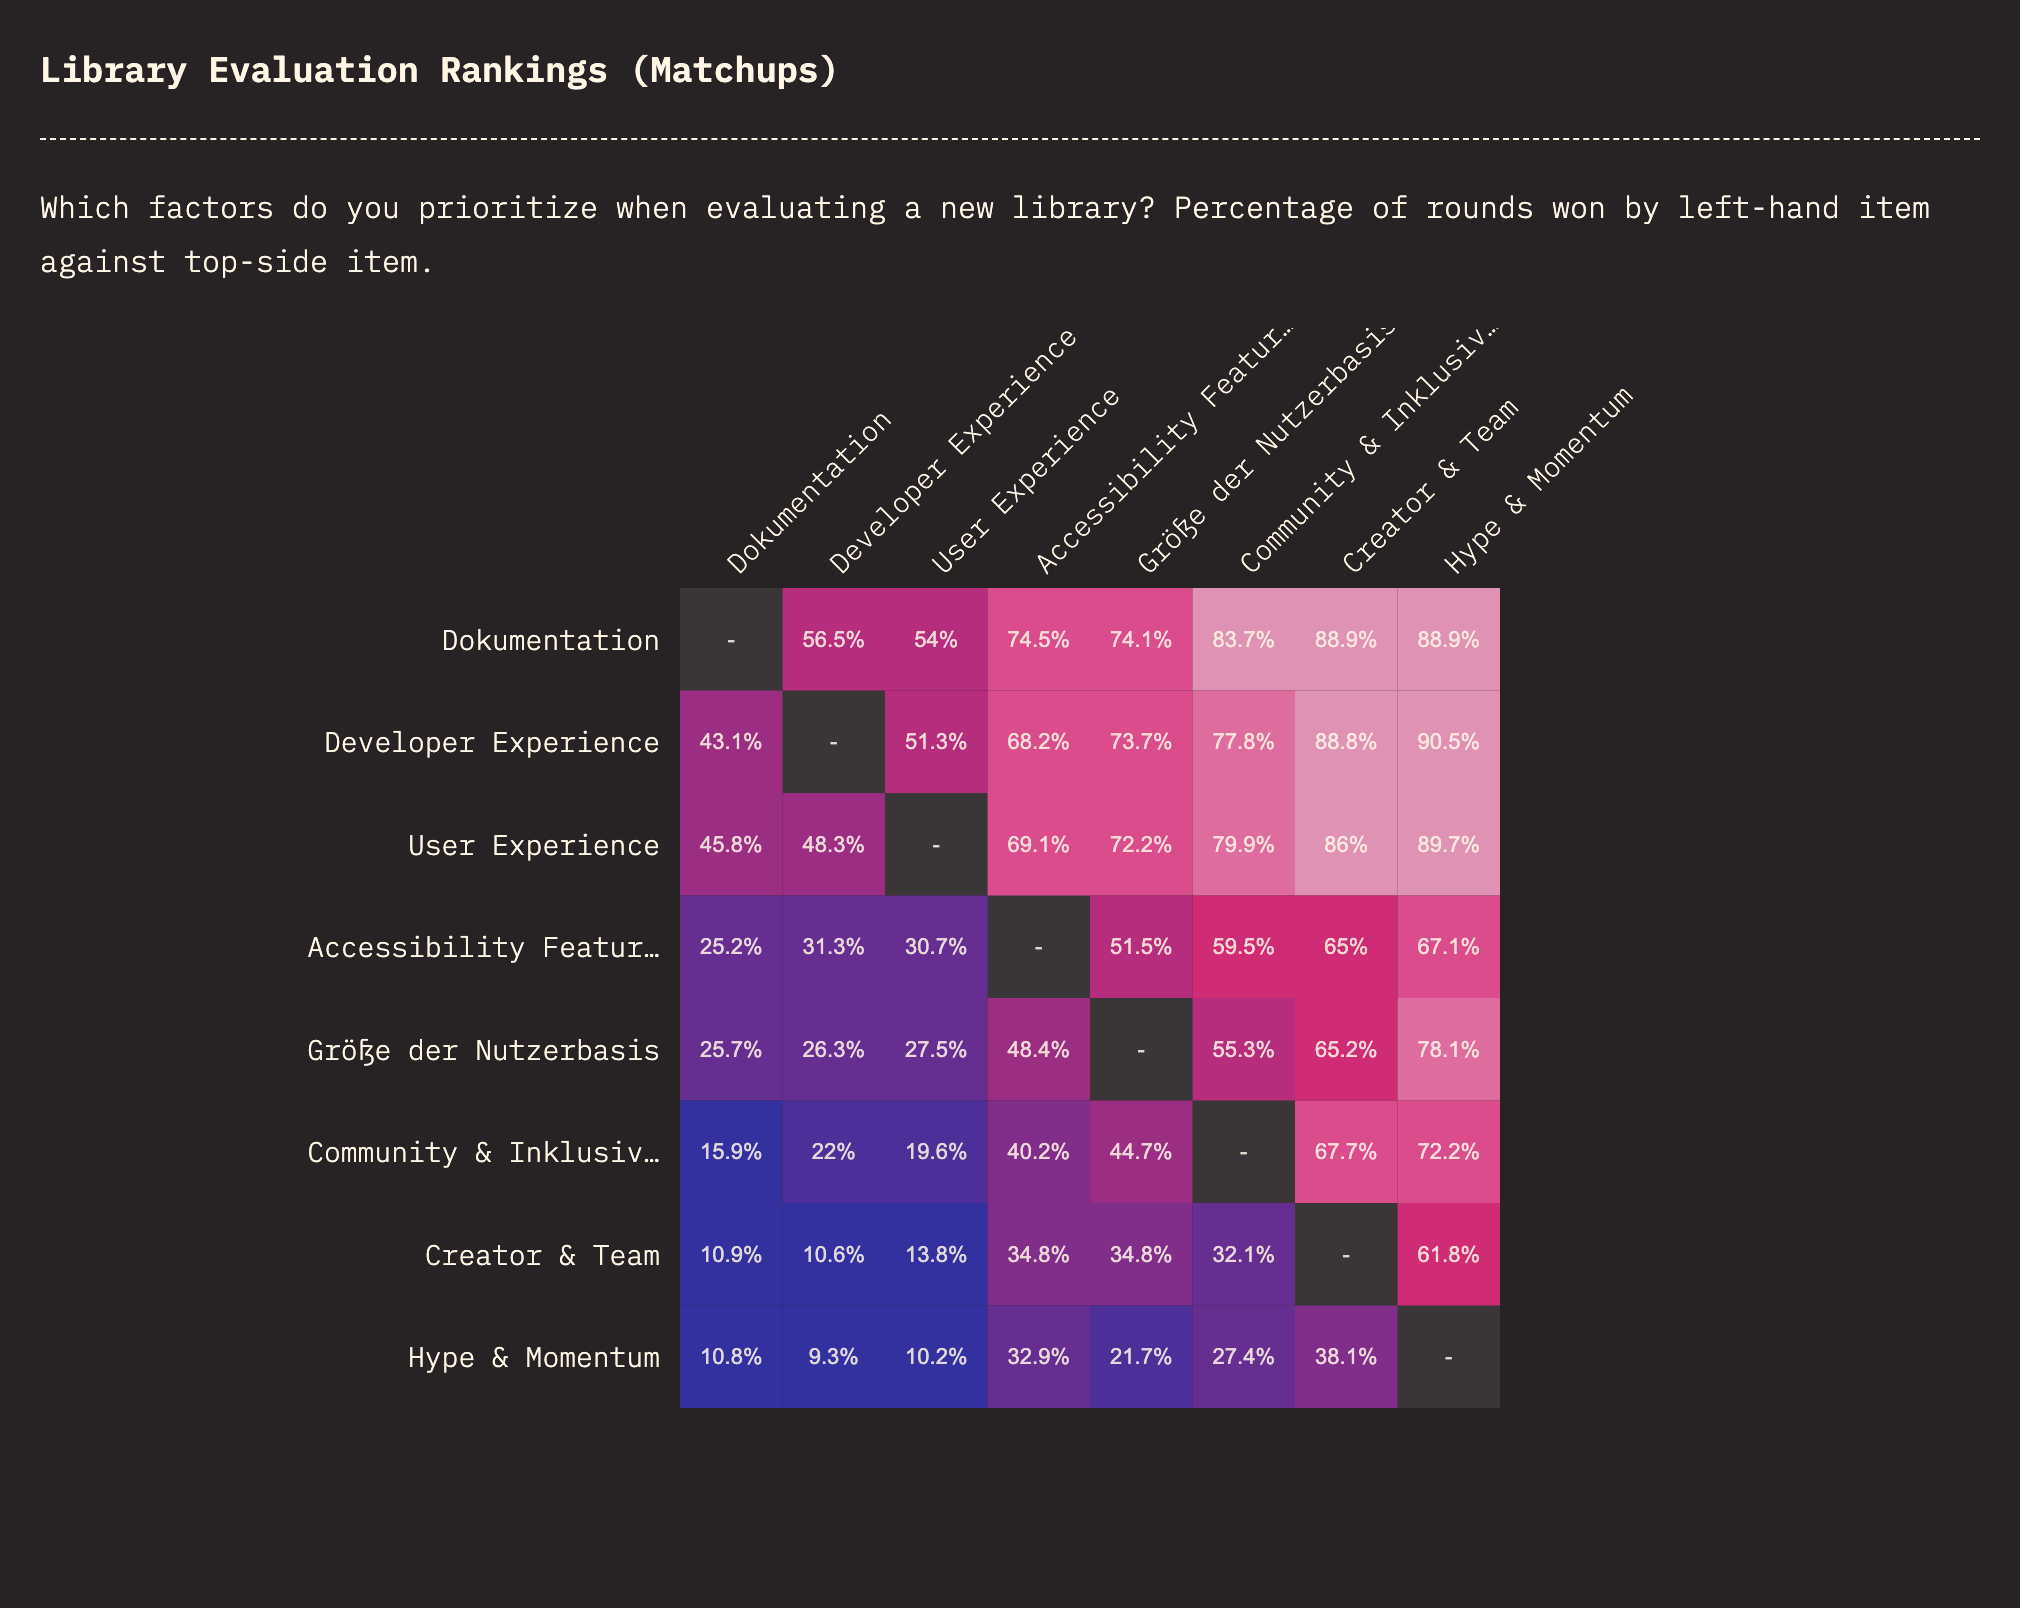 Library Evaluation Rankings (Matchups)
Which factors do you prioritize when evaluating a new library? Percentage of rounds won by left-hand item
against top-side item.
Dokumentation
Developer Experience
User Experience
Accessibility Featur…
Größe der Nutzerbasis
Community & Inklusiv…
Creator & Team
Hype & Momentum
Dokumentation - 56.5% 54% 74.5% 74.1% 83.7% 88.9% 88.9%
Developer Experience 43.1% - 51.3% 68.2% 73.7% 77.8% 88.8% 90.5%
User Experience 45.8% 48.3% - 69.1% 72.2% 79.9% 86% 89.7%
Accessibility Featur… 25.2% 31.3% 30.7% - 51.5% 59.5% 65% 67.1%
Größe der Nutzerbasis 25.7% 26.3% 27.5% 48.4% - 55.3% 65.2% 78.1%
Community & Inklusiv… 15.9% 22% 19.6% 40.2% 44.7% - 67.7% 72.2%
Creator & Team 10.9% 10.6% 13.8% 34.8% 34.8% 32.1% - 61.8%
Hype & Momentum 10.8% 9.3% 10.2% 32.9% 21.7% 27.4% 38.1% -